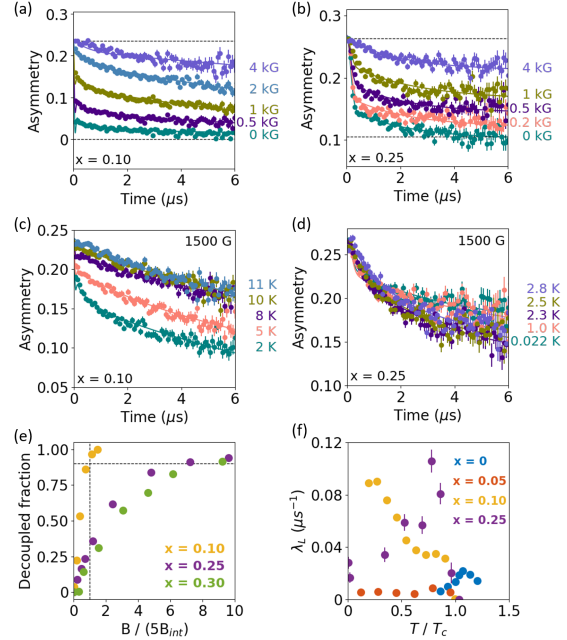 (a)
0.3
0.2
0.1
0
Asymmetry
4 kG
2 kG
1 kG
0.5 kG
0 kG
x = 0.10
0
2
4
6
Time (μs)
(b)
0.3
0.2
0.1
Asymmetry
4 kG
1 kG
0.5 kG
0.2 kG
0 kG
x = 0.25
0
2
4
6
Time (μs)
(c)
0.25
0.20
0.15
0.10
0.05
Asymmetry
1500 G
11 K
10 K
8 K
5 K
2 K
x = 0.10
0
2
4
6
Time (μs)
(d)
0.30
0.25
0.20
0.15
0.10
Asymmetry
1500 G
2.8 K
2.5 K
2.3 K
1.0 K
0.022 K
x = 0.25
0
2
4
6
Time (μs)
(e)
1.00
0.75
0.50
0.25
0
Decoupled fraction
x = 0.10
x = 0.25
x = 0.30
0
2
4
6
8
10
B / (5B_int)
(f)
0.12
0.08
0.04
0
λ_L (μs⁻¹)
x = 0
x = 0.05
x = 0.10
x = 0.25
0
0.5
1.0
1.5
T / T_c